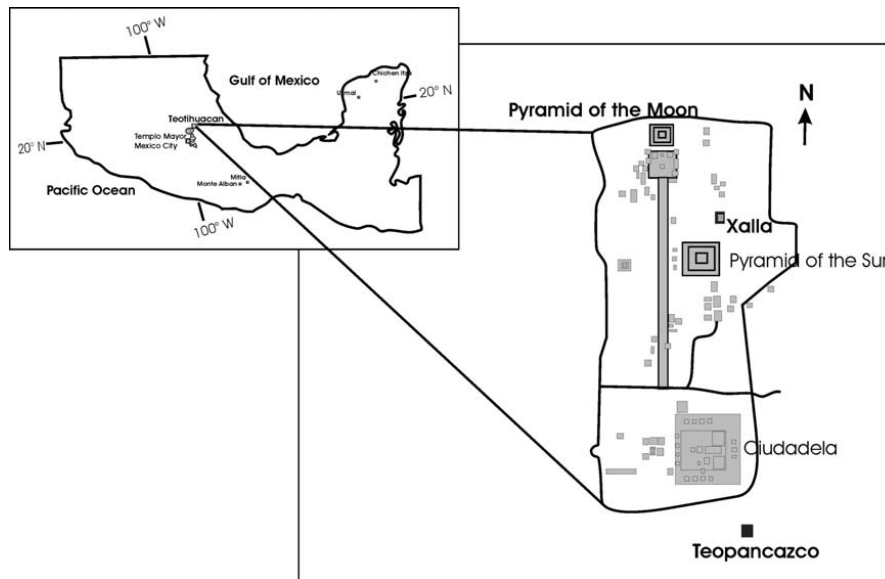 100° W
Gulf of Mexico
Chichen Itza
Uxmal
20° N
Teotihuacan
Templo Mayor
Mexico City
20° N
Mitla
Monte Alban
Pacific Ocean
100° W
Pyramid of the Moon
N
Xalla
Pyramid of the Sun
Ciudadela
Teopancazco